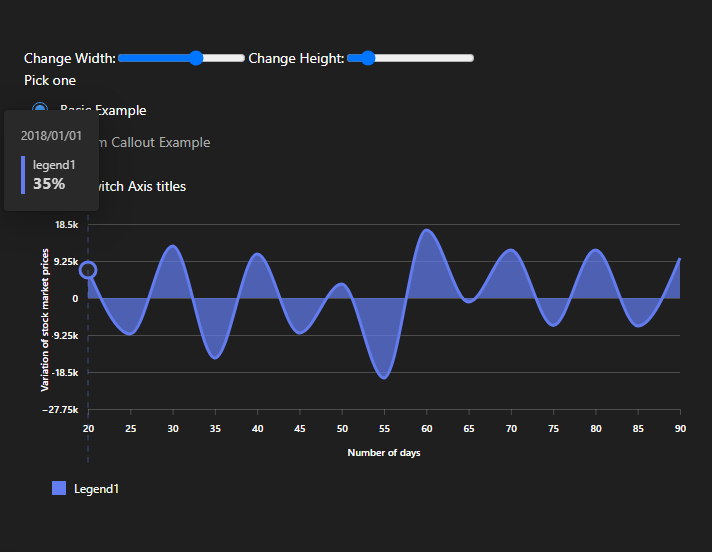 Change Width: Change Height:
Pick one
Basic Example
2018/01/01
m Callout Example
legend1
35%
witch Axis titles
18.5k
9.25k
0
-9.25k
-18.5k
−27.75k
Variation of stock market prices
20 25 30 35 40 45 50 55 60 65 70 75 80 85 90
Number of days
Legend1